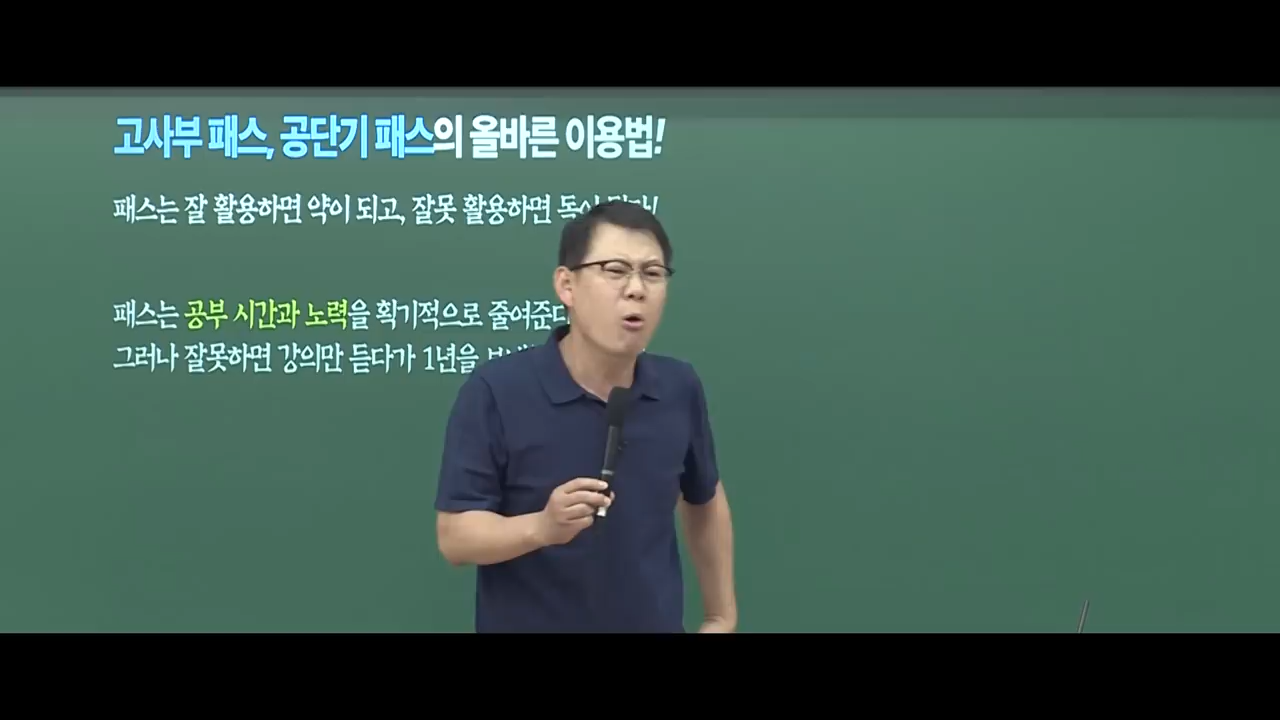 고사부 패스, 공단기 패스의 올바른 이용법!
패스는 잘 활용하면 약이 되고, 잘못 활용하면
패스는 공부 시간과 노력을 획기적으로 줄여준다
그러나 잘못하면 강의만 듣다가 1년을